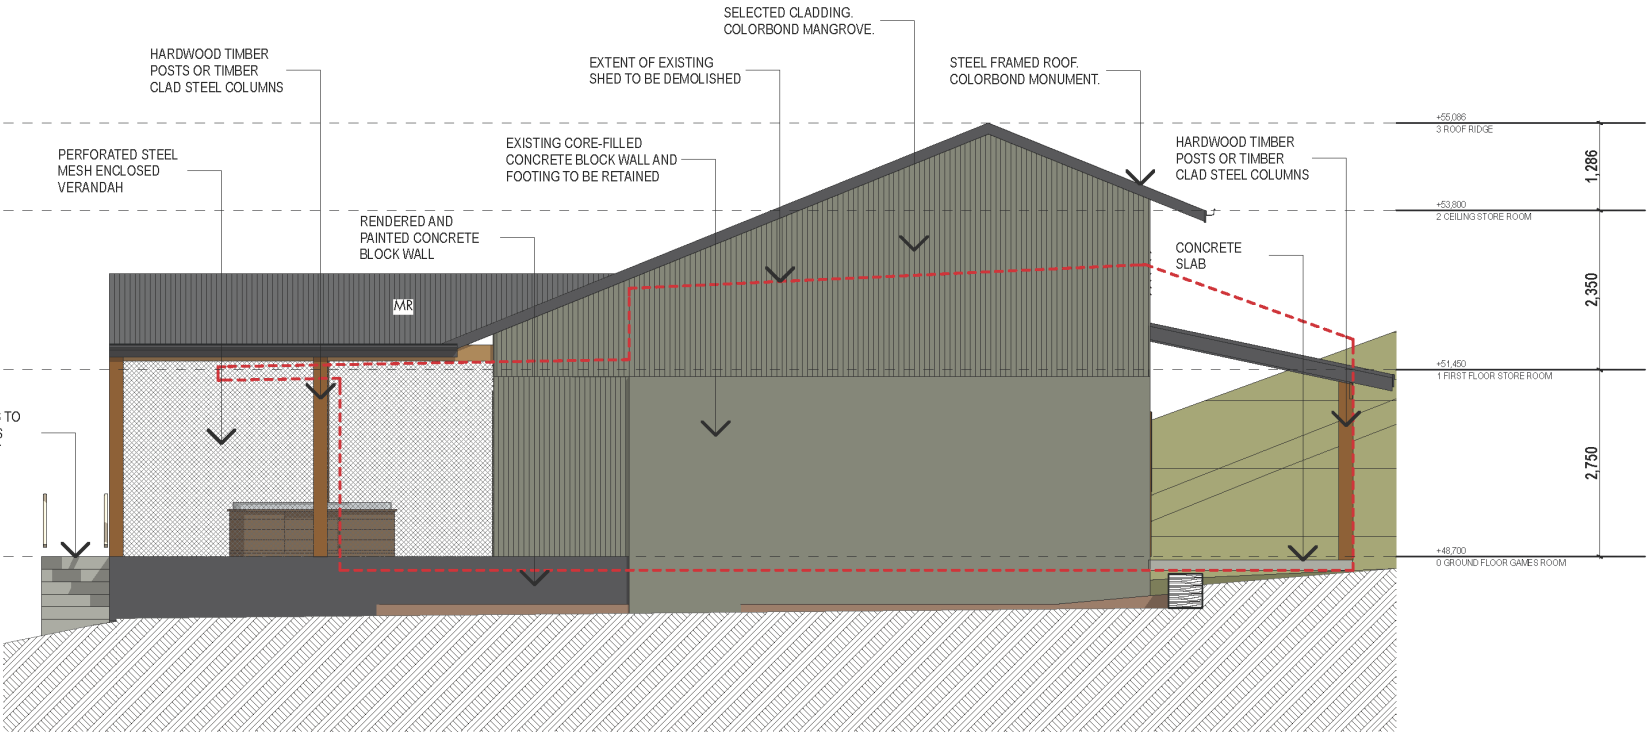 SELECTED CLADDING.
COLORBOND MANGROVE.
HARDWOOD TIMBER
POSTS OR TIMBER
CLAD STEEL COLUMNS
EXTENT OF EXISTING
SHED TO BE DEMOLISHED
STEEL FRAMED ROOF.
COLORBOND MONUMENT.
+55,086
3 ROOF RIDGE
PERFORATED STEEL
MESH ENCLOSED
VERANDAH
EXISTING CORE-FILLED
CONCRETE BLOCK WALL AND
FOOTING TO BE RETAINED
HARDWOOD TIMBER
POSTS OR TIMBER
CLAD STEEL COLUMNS
1,286
+53,800
2 CEILING STORE ROOM
RENDERED AND
PAINTED CONCRETE
BLOCK WALL
CONCRETE
SLAB
2,350
MR
+51,450
1 FIRST FLOOR STORE ROOM
TO
2,750
+48,700
0 GROUND FLOOR GAMES ROOM